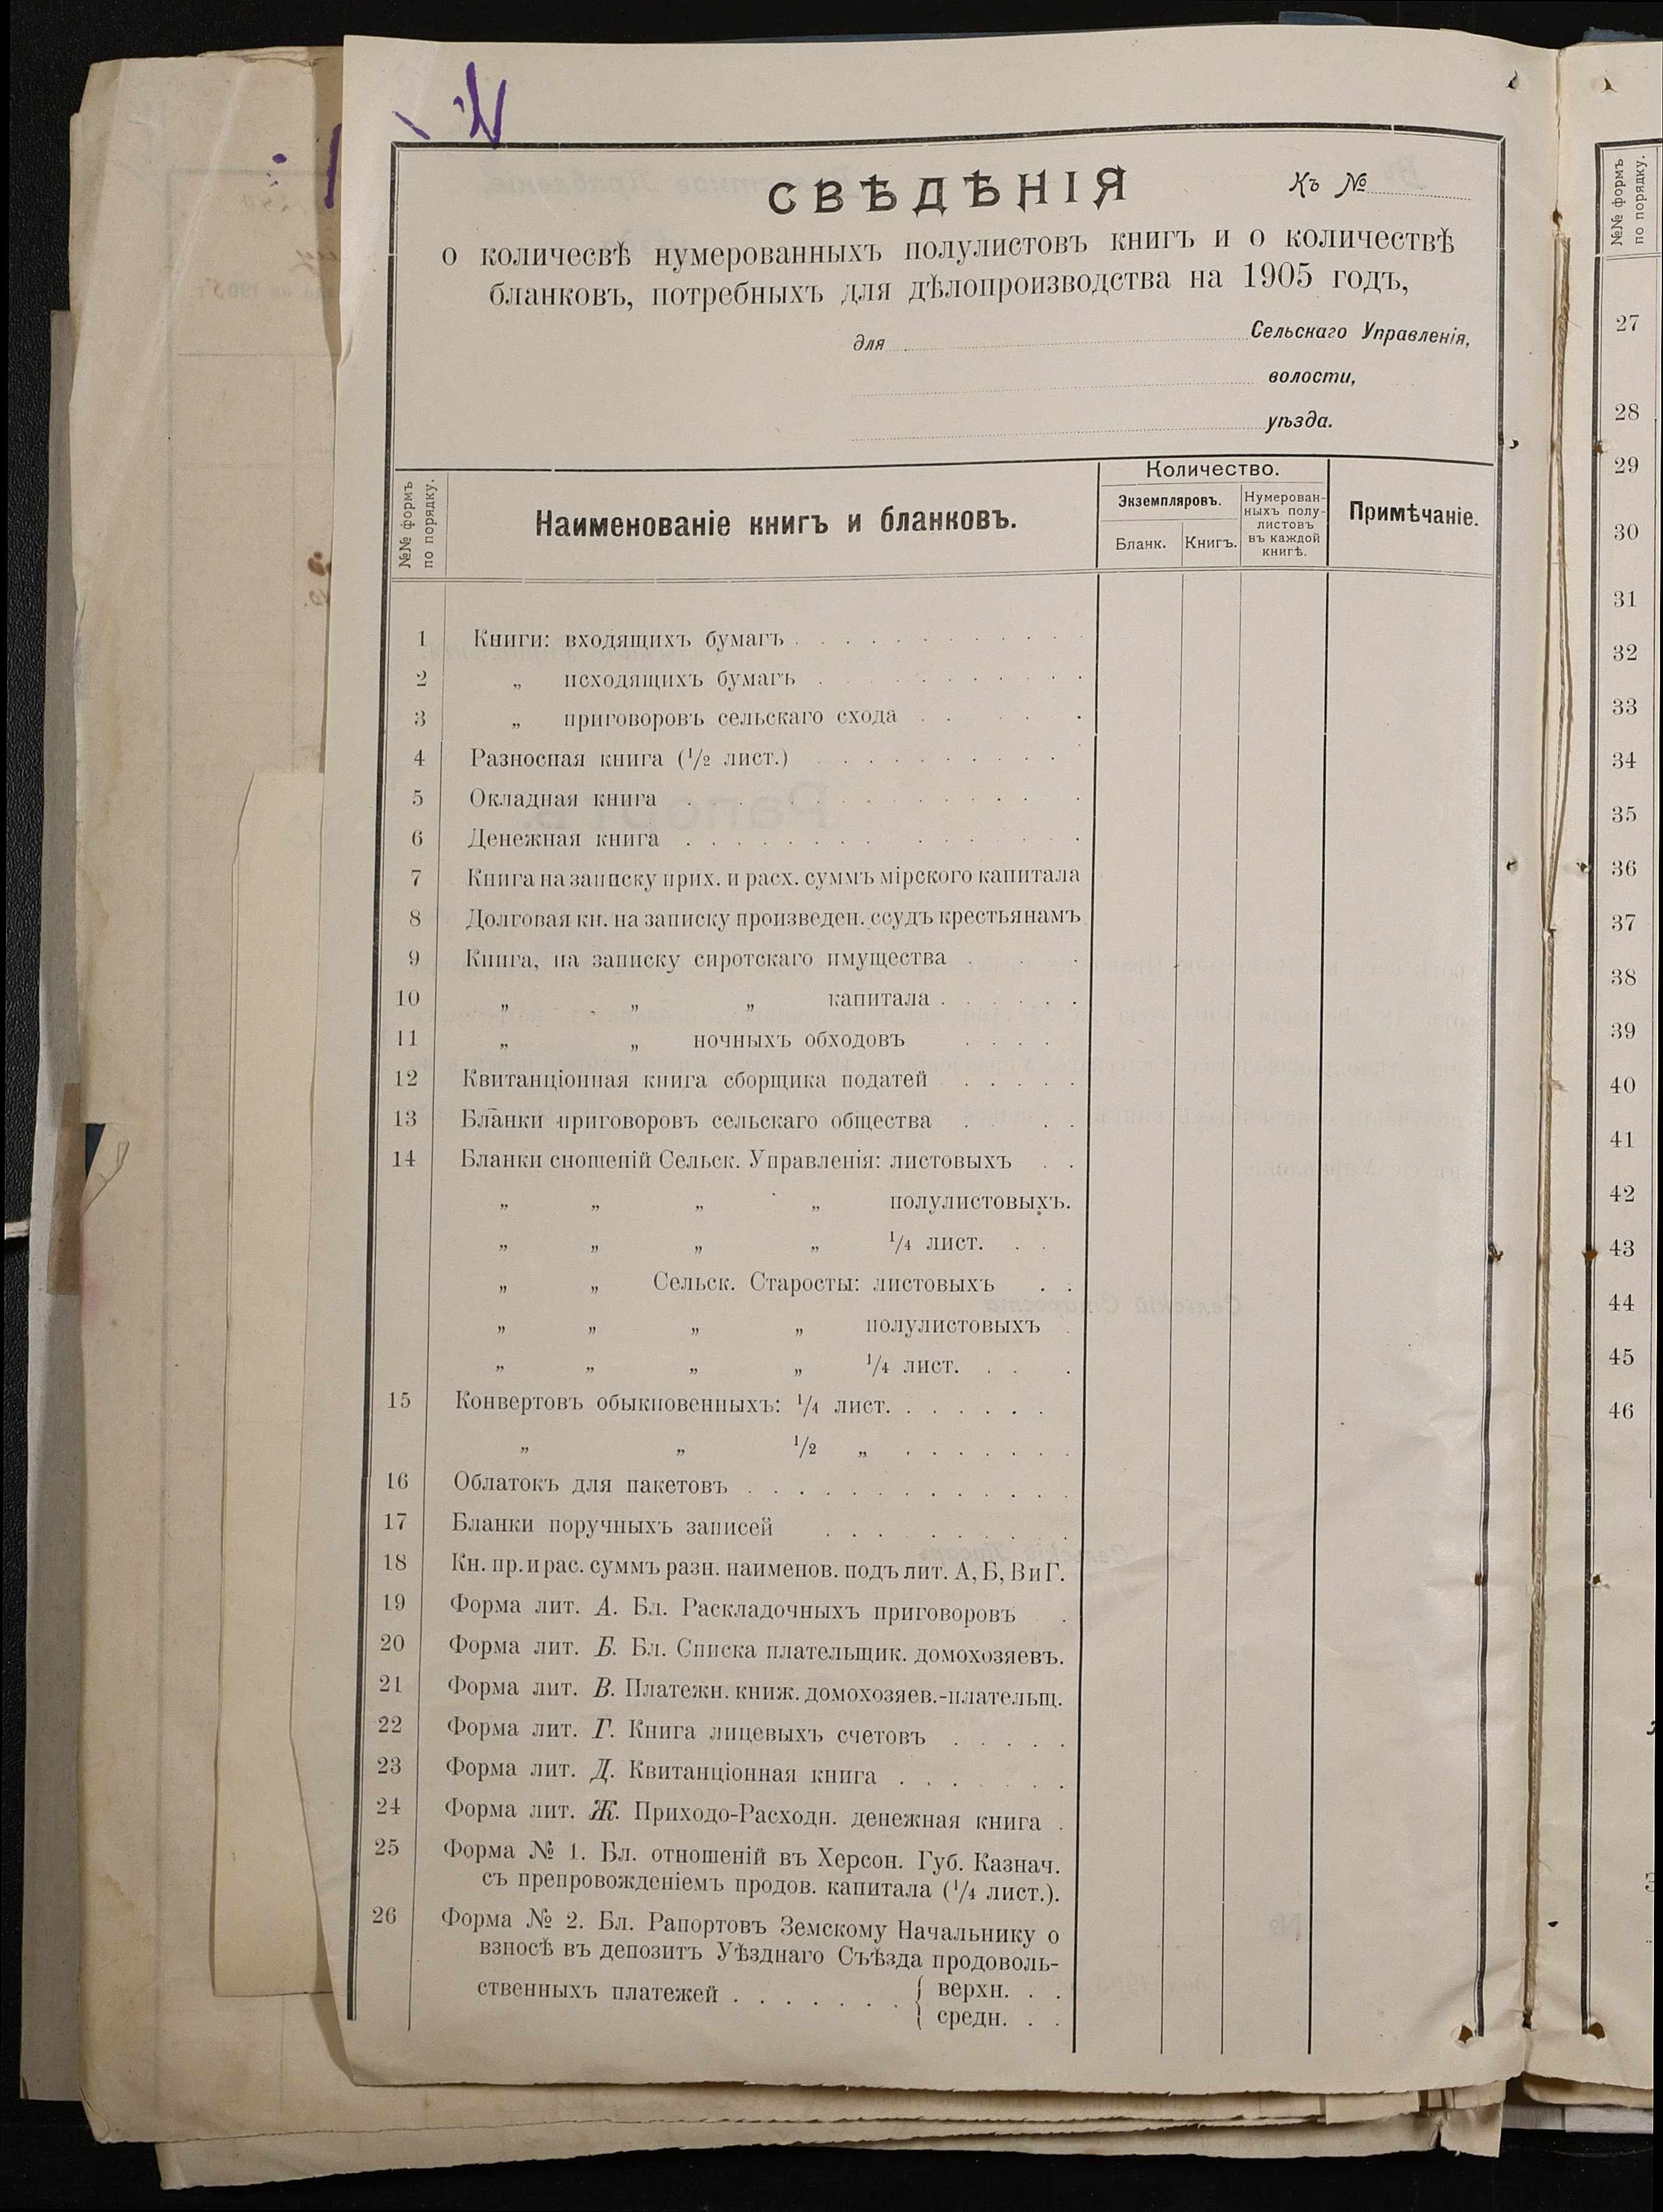 СВѢДѢНІЯ
Къ №
о количесвѣ нумерованныхъ полулистовъ книгъ и о количествѣ
бланковъ, потребныхъ для дѣлопроизводства на 1905 годъ,
для Сельскаго Управленія,
волости,
уѣзда.
№№ формъ по порядку.
Наименованіе книгъ и бланковъ.
Количество.
Экземпляровъ.
Бланк. Книгъ.
Нумерован-
ныхъ полу-
листовъ
въ каждой
книгѣ.
Примѣчаніе.
1 Книги: входящихъ бумагъ
2 „ исходящихъ бумагъ
3 „ приговоровъ сельскаго схода
4 Разносная книга (1/2 лист.)
5 Окладная книга
6 Денежная книга
7 Книга на записку прих. и расх. суммъ мірского капитала
8 Долговая кн. на записку произведен. ссудъ крестьянамъ
9 Книга, на записку сиротскаго имущества
10 „ „ „ капитала
11 „ „ ночныхъ обходовъ
12 Квитанціонная книга сборщика податей
13 Бланки приговоровъ сельскаго общества
14 Бланки сношеній Сельск. Управленія: листовыхъ
„ „ „ „ полулистовыхъ.
„ „ „ „ 1/4 лист.
„ „ Сельск. Старосты: листовыхъ
„ „ „ „ полулистовыхъ
„ „ „ „ 1/4 лист.
15 Конвертовъ обыкновенныхъ: 1/4 лист.
„ „ 1/2 „
16 Облатокъ для пакетовъ
17 Бланки поручныхъ записей
18 Кн. пр. и рас. суммъ разн. наименов. подъ лит. А, Б, В и Г.
19 Форма лит. А. Бл. Раскладочныхъ приговоровъ
20 Форма лит. Б. Бл. Списка плательщик. домохозяевъ.
21 Форма лит. В. Платежн. книж. домохозяев.-плательщ.
22 Форма лит. Г. Книга лицевыхъ счетовъ
23 Форма лит. Д. Квитанціонная книга
24 Форма лит. Ж. Приходо-Расходн. денежная книга
25 Форма № 1. Бл. отношеній въ Херсон. Губ. Казнач.
съ препровожденіемъ продов. капитала (1/4 лист.).
26 Форма № 2. Бл. Рапортовъ Земскому Начальнику о
взносѣ въ депозитъ Уѣзднаго Съѣзда продоволь-
ственныхъ платежей { верхн.
{ средн.
№№ формъ по порядку.
27
28
29
30
31
32
33
34
35
36
37
38
39
40
41
42
43
44
45
46